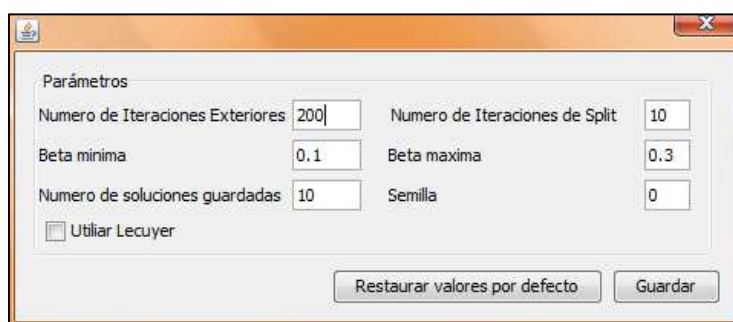 Parámetros
Numero de Iteraciones Exteriores 200 Numero de Iteraciones de Split 10
Beta minima 0.1 Beta maxima 0.3
Numero de soluciones guardadas 10 Semilla 0
Utiliar Lecuyer
Restaurar valores por defecto Guardar